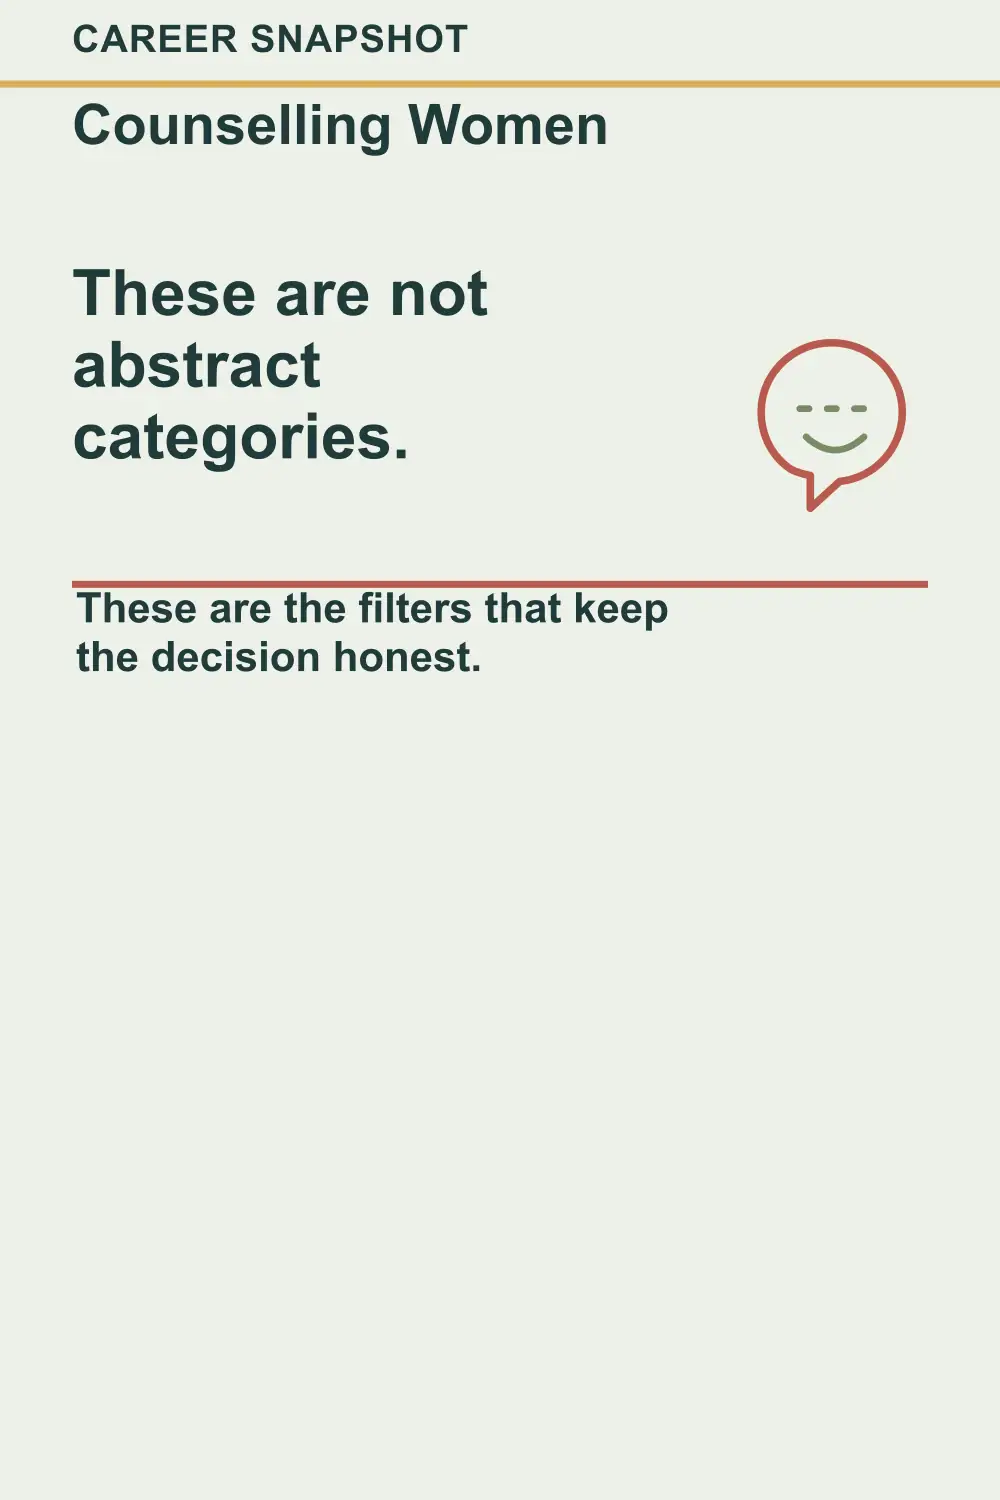 CAREER SNAPSHOT
Counselling Women
These are not
abstract
categories.
These are the filters that keep
the decision honest.